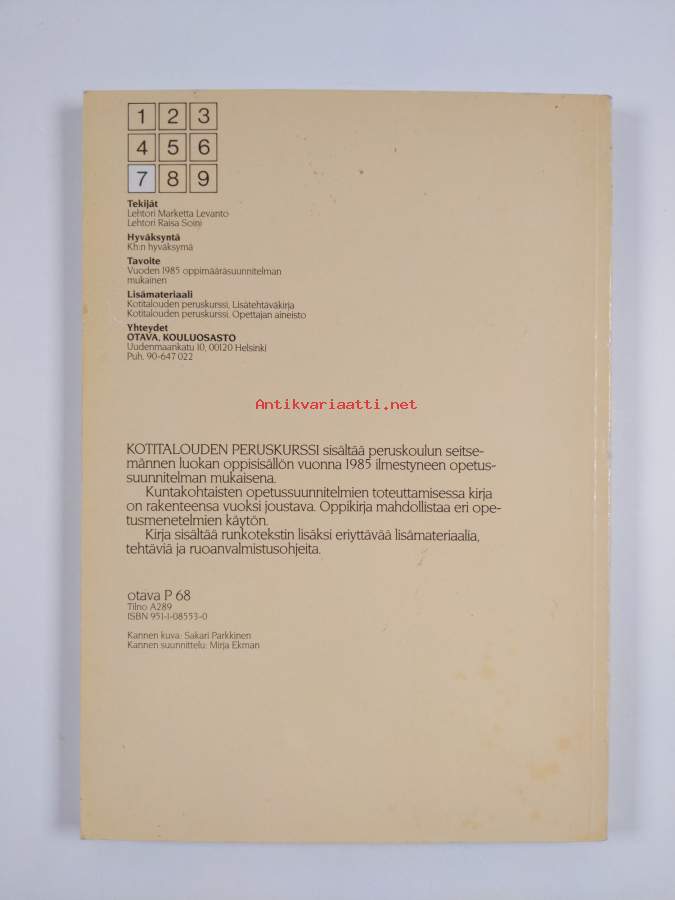 1 2 3
4 5 6
7 8 9
Tekijät
Lehtori Marketta Levanto
Lehtori Raisa Soini
Hyväksyntä
Kh:n hyväksymä
Tavoite
Vuoden 1985 oppimääräsuunnitelman
mukainen
Lisämateriaali
Kotitalouden peruskurssi, Lisätehtäväkirja
Kotitalouden peruskurssi. Opettajan aineisto
Yhteydet
OTAVA, KOULUOSASTO
Uudenmaankatu 10, 00120 Helsinki
Puh. 90-647 022
Antikvariaatti.net
KOTITALOUDEN PERUSKURSSI sisältää peruskoulun seitse-
männen luokan oppisisällön vuonna 1985 ilmestyneen opetus-
suunnitelman mukaisena.
Kuntakohtaisten opetussuunnitelmien toteuttamisessa kirja
on rakenteensa vuoksi joustava. Oppikirja mahdollistaa eri ope-
tusmenetelmien käytön.
Kirja sisältää runkotekstin lisäksi eriyttävää lisämateriaalia,
tehtäviä ja ruoanvalmistusohjeita.
otava P 68
Tilno A289
ISBN 951-1-08553-0
Kannen kuva: Sakari Parkkinen
Kannen suunnittelu: Mirja Ekman